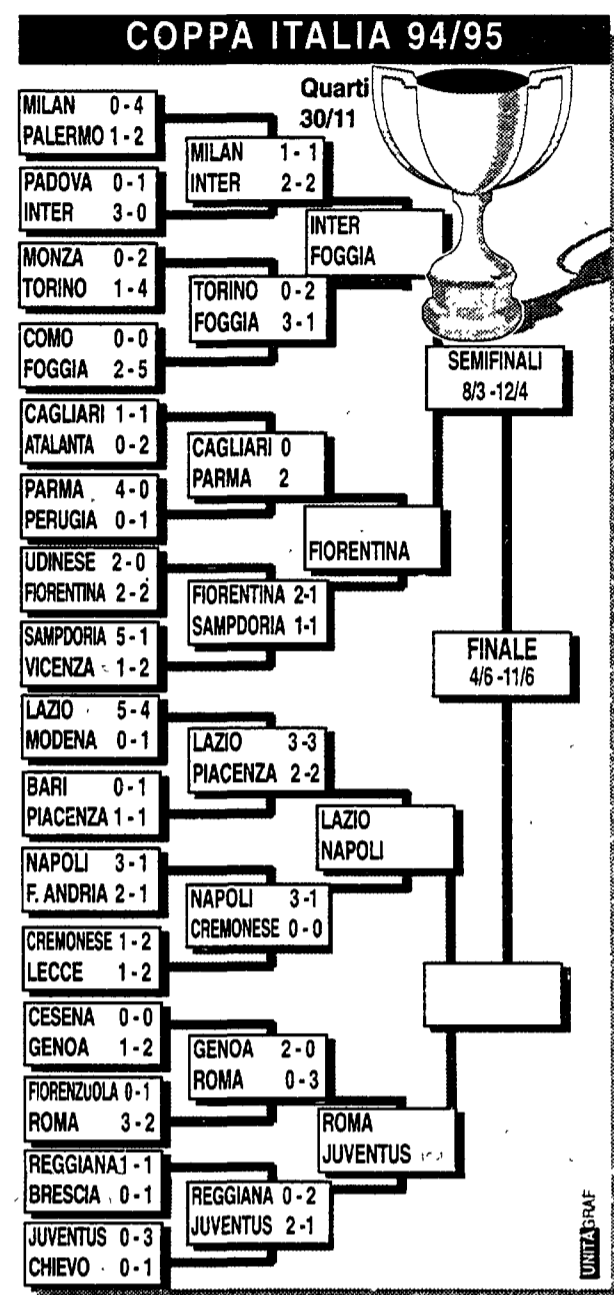 COPPA ITALIA 94/95
Quarti
30/11
MILAN 0-4
PALERMO 1-2
PADOVA 0-1
INTER 3-0
MONZA 0-2
TORINO 1-4
COMO 0-0
FOGGIA 2-5
CAGLIARI 1-1
ATALANTA 0-2
PARMA 4-0
PERUGIA 0-1
UDINESE 2-0
FIORENTINA 2-2
SAMPDORIA 5-1
VICENZA 1-2
LAZIO 5-4
MODENA 0-1
BARI 0-1
PIACENZA 1-1
NAPOLI 3-1
F. ANDRIA 2-1
CREMONESE 1-2
LECCE 1-2
CESENA 0-0
GENOA 1-2
FIORENZUOLA 0-1
ROMA 3-2
REGGIANA 1-1
BRESCIA 0-1
JUVENTUS 0-3
CHIEVO 0-1
MILAN 1-1
INTER 2-2
TORINO 0-2
FOGGIA 3-1
CAGLIARI 0
PARMA 2
FIORENTINA 2-1
SAMPDORIA 1-1
LAZIO 3-3
PIACENZA 2-2
NAPOLI 3-1
CREMONESE 0-0
GENOA 2-0
ROMA 0-3
REGGIANA 0-2
JUVENTUS 2-1
INTER
FOGGIA
FIORENTINA
LAZIO
NAPOLI
ROMA
JUVENTUS
SEMIFINALI
8/3 -12/4
FINALE
4/6 -11/6
UNITÀGRAF